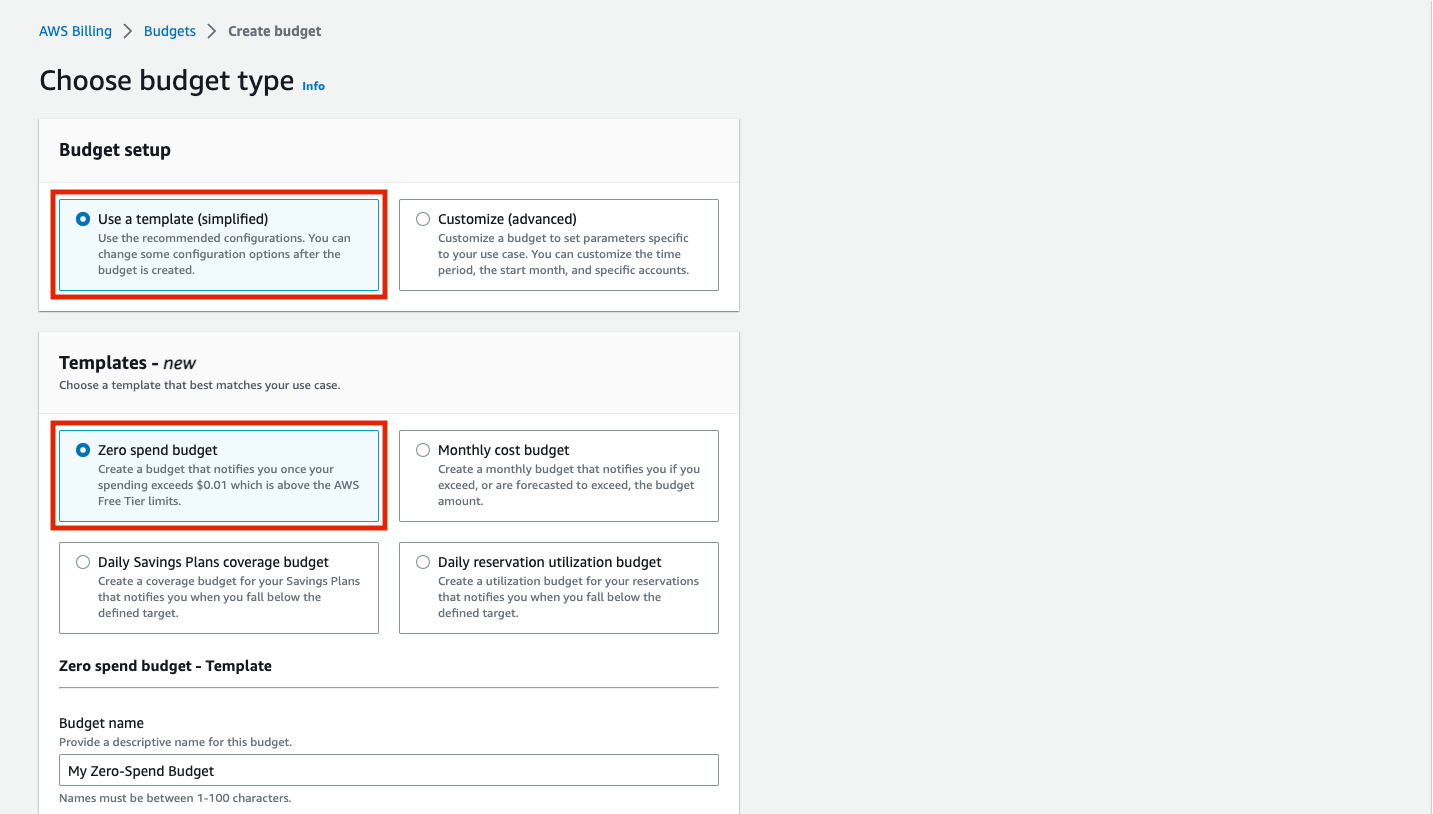 AWS Billing > Budgets > Create budget
Choose budget type Info
Budget setup
Use a template (simplified)
Use the recommended configurations. You can
change some configuration options after the
budget is created.
Customize (advanced)
Customize a budget to set parameters specific
to your use case. You can customize the time
period, the start month, and specific accounts.
Templates - new
Choose a template that best matches your use case.
Zero spend budget
Create a budget that notifies you once your
spending exceeds $0.01 which is above the AWS
Free Tier limits.
Monthly cost budget
Create a monthly budget that notifies you if you
exceed, or are forecasted to exceed, the budget
amount.
Daily Savings Plans coverage budget
Create a coverage budget for your Savings Plans
that notifies you when you fall below the
defined target.
Daily reservation utilization budget
Create a utilization budget for your reservations
that notifies you when you fall below the
defined target.
Zero spend budget - Template
Budget name
Provide a descriptive name for this budget.
My Zero-Spend Budget
Names must be between 1-100 characters.